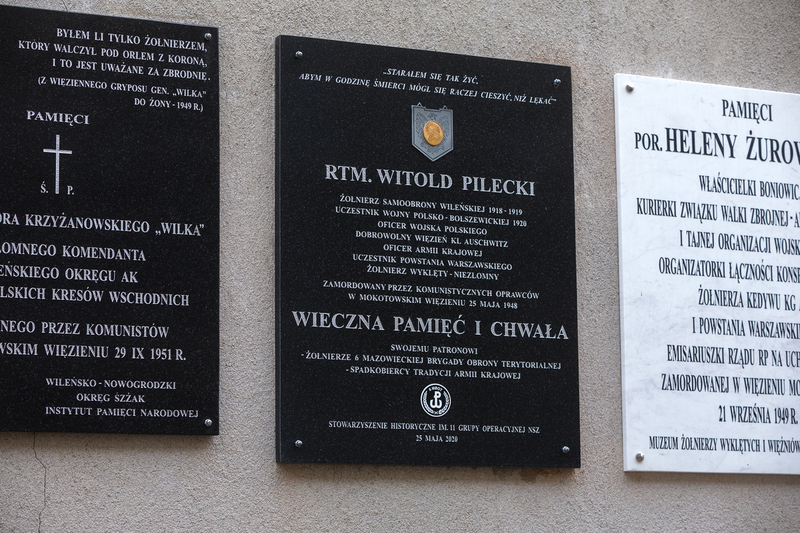 BYŁEM LI TYLKO ŻOŁNIERZEM,
KTÓRY WALCZYŁ POD ORŁEM Z KORONĄ,
I TO JEST UWAŻANE ZA ZBRODNIĘ.
(Z WIĘZIENNEGO GRYPSU GEN. „WILKA"
DO ŻONY - 1949 R.)
PAMIĘCI
Ś. P.
ORA KRZYŻANOWSKIEGO „WILKA"
ŁOMNEGO KOMENDANTA
EŃSKIEGO OKRĘGU AK
LSKICH KRESÓW WSCHODNICH
NEGO PRZEZ KOMUNISTÓW
WSKIM WIĘZIENIU 29 IX 1951 R.
WILEŃSKO - NOWOGRODZKI
OKRĘG ŚZŻAK
INSTYTUT PAMIĘCI NARODOWEJ
„STARAŁEM SIĘ TAK ŻYĆ,
ABYM W GODZINĘ ŚMIERCI MÓGŁ SIĘ RACZEJ CIESZYĆ, NIŻ LĘKAĆ"
RTM. WITOLD PILECKI
ŻOŁNIERZ SAMOOBRONY WILEŃSKIEJ 1918 - 1919
UCZESTNIK WOJNY POLSKO - BOLSZEWICKIEJ 1920
OFICER WOJSKA POLSKIEGO
DOBROWOLNY WIĘZIEŃ KL AUSCHWITZ
OFICER ARMII KRAJOWEJ
UCZESTNIK POWSTANIA WARSZAWSKIEGO
ŻOŁNIERZ WYKLĘTY - NIEZŁOMNY
ZAMORDOWANY PRZEZ KOMUNISTYCZNYCH OPRAWCÓW
W MOKOTOWSKIM WIĘZIENIU 25 MAJA 1948
WIECZNA PAMIĘĆ I CHWAŁA
SWOJEMU PATRONOWI
- ŻOŁNIERZE 6 MAZOWIECKIEJ BRYGADY OBRONY TERYTORIALNEJ
- SPADKOBIERCY TRADYCJI ARMII KRAJOWEJ
STOWARZYSZENIE HISTORYCZNE IM. 11 GRUPY OPERACYJNEJ NSZ
25 MAJA 2020
PAMIĘCI
POR. HELENY ŻUROW
WŁAŚCICIELKI BONIOWIC
KURIERKI ZWIĄZKU WALKI ZBROJNEJ - A
I TAJNEJ ORGANIZACJI WOJSK
ORGANIZATORKI ŁĄCZNOŚCI KONSP
ŻOŁNIERZA KEDYWU KG
I POWSTANIA WARSZAWSKI
EMISARIUSZKI RZĄDU RP NA UCH
ZAMORDOWANEJ W WIĘZIENIU MO
21 WRZEŚNIA 1949 R.
MUZEUM ŻOŁNIERZY WYKLĘTYCH I WIĘŹNIÓW